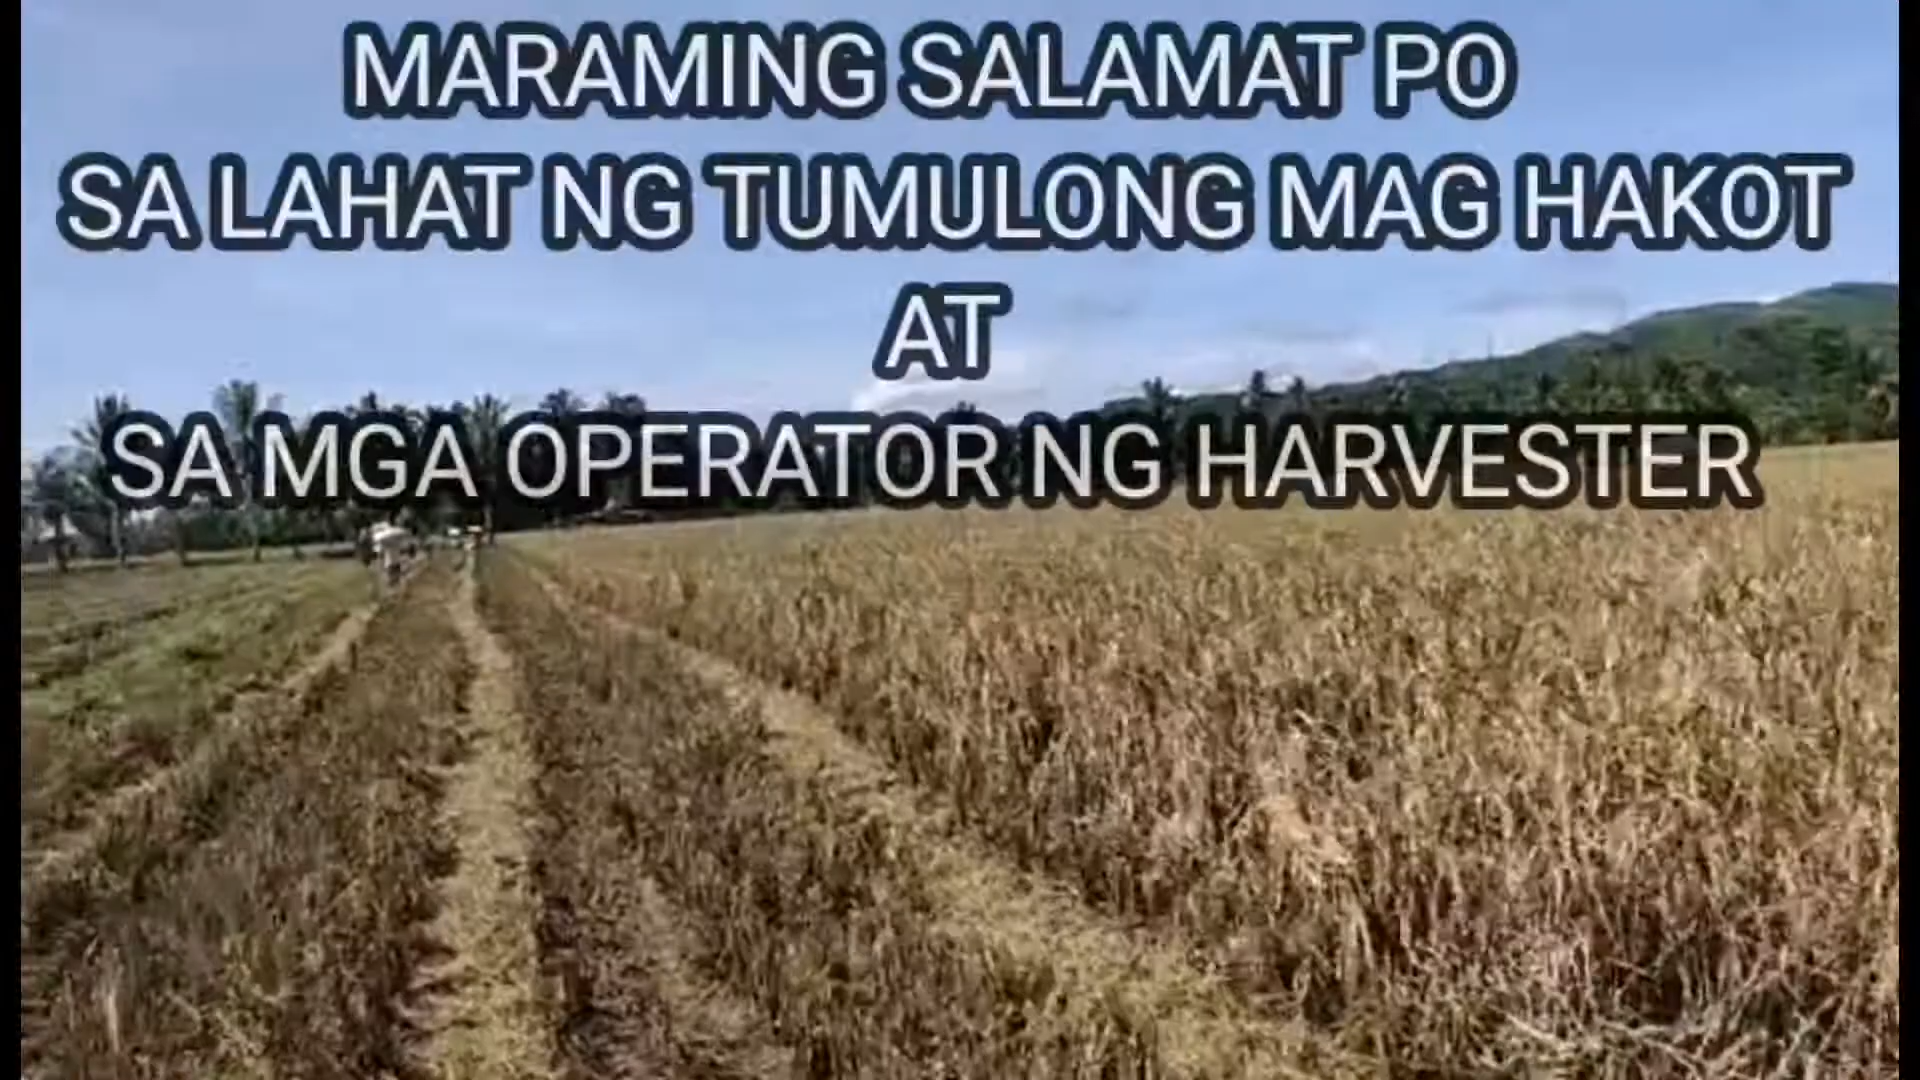 MARAMING SALAMAT PO
SA LAHAT NG TUMULONG MAG HAKOT
AT
SA MGA OPERATOR NG HARVESTER